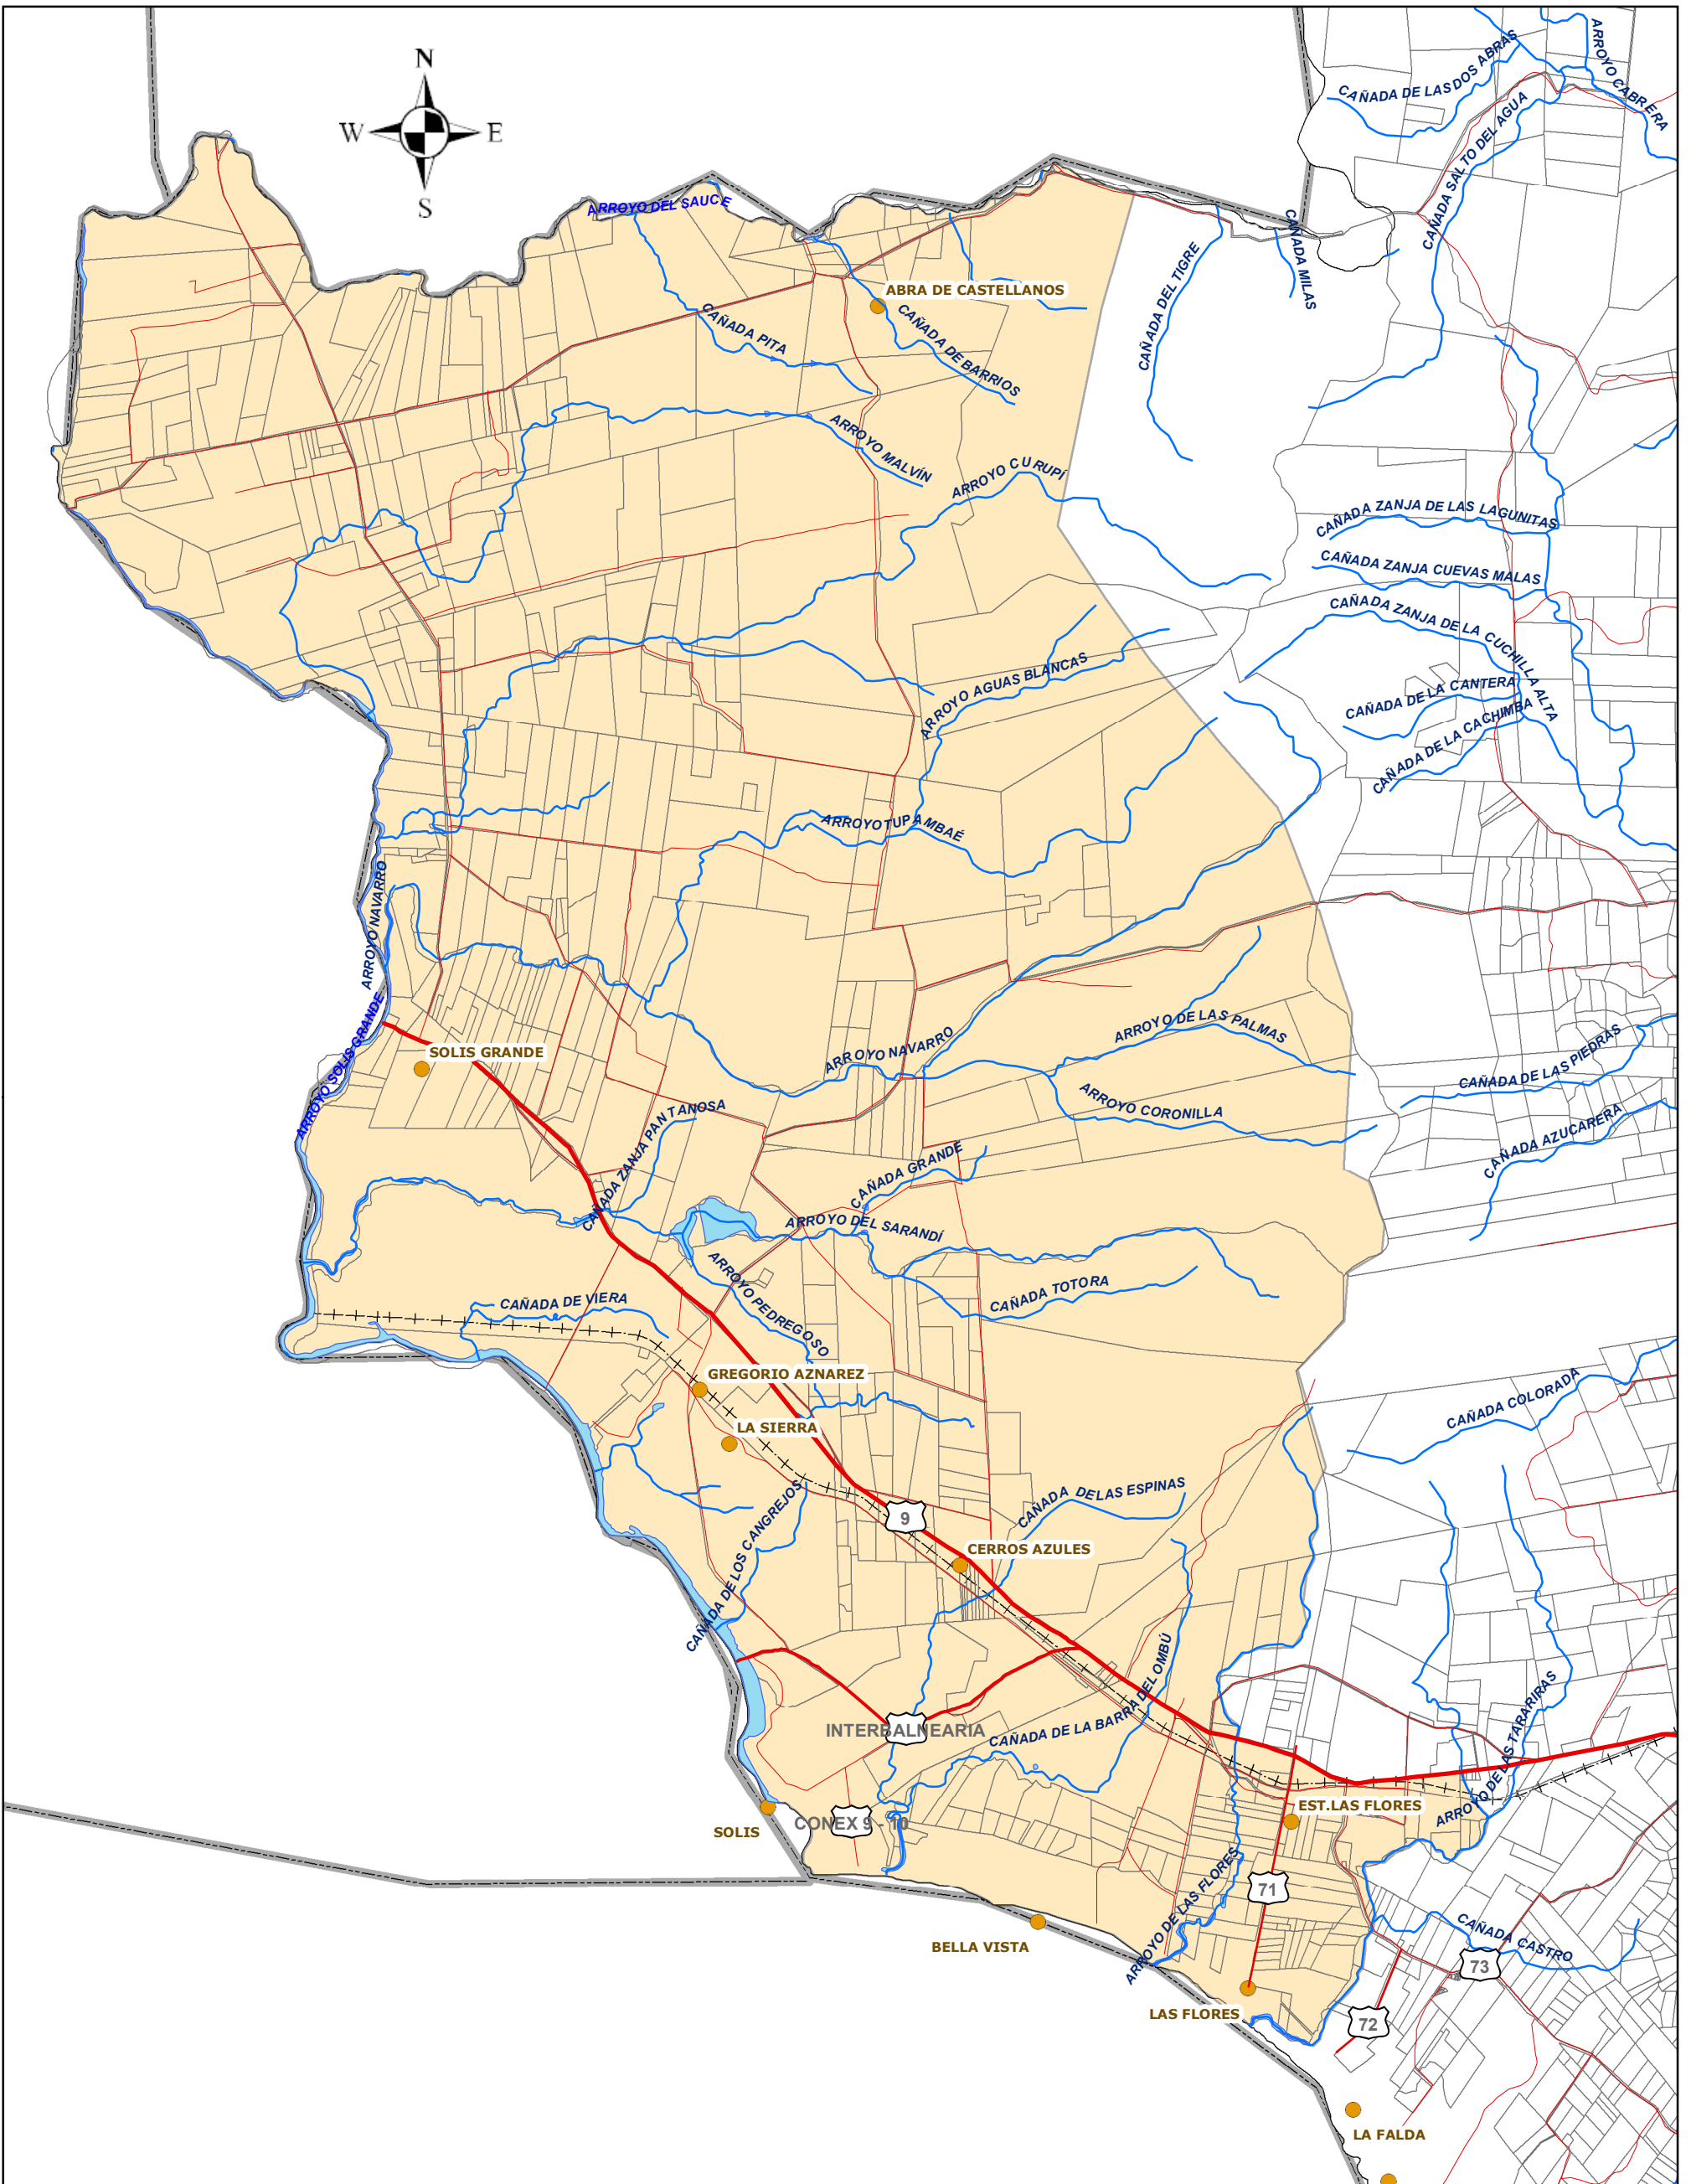 N
W
E
S
CAÑADA DE LAS DOS ABRAS
ARROYO CABRERA
CAÑADA SALTO DEL AGUA
ARROYO DEL SAUCE
CAÑADA MILAS
CAÑADA DEL TIGRE
ABRA DE CASTELLANOS
CAÑADA PITA
CAÑADA DE BARRIOS
ARROYO MALVÍN
ARROYO CURUPÍ
CAÑADA ZANJA DE LAS LAGUNITAS
CAÑADA ZANJA CUEVAS MALAS
CAÑADA ZANJA DE LA CUCHILLA ALTA
ARROYO AGUAS BLANCAS
CAÑADA DE LA CANTERA
CAÑADA DE LA CACHIMBA
ARROYO TUPAMBAÉ
ARROYO NAVARRO
ARROYO SOLIS GRANDE
SOLIS GRANDE
ARROYO NAVARRO
ARROYO DE LAS PALMAS
CAÑADA DE LAS PIEDRAS
ARROYO CORONILLA
CAÑADA AZUCARERA
CAÑADA ZANJA PANTANOSA
CAÑADA GRANDE
ARROYO DEL SARANDÍ
ARROYO PEDREGOSO
CAÑADA TOTORA
CAÑADA DE VIERA
GREGORIO AZNAREZ
CAÑADA COLORADA
LA SIERRA
CAÑADA DE LOS CANGREJOS
CAÑADA DE LAS ESPINAS
9
CERROS AZULES
CAÑADA DE LA BARRA DEL OMBÚ
INTERBALNEARIA
ARROYO DE LAS TARARIRAS
EST.LAS FLORES
SOLIS
CONEX 9 - 10
71
ARROYO DE LAS FLORES
BELLA VISTA
CAÑADA CASTRO
73
LAS FLORES
72
LA FALDA